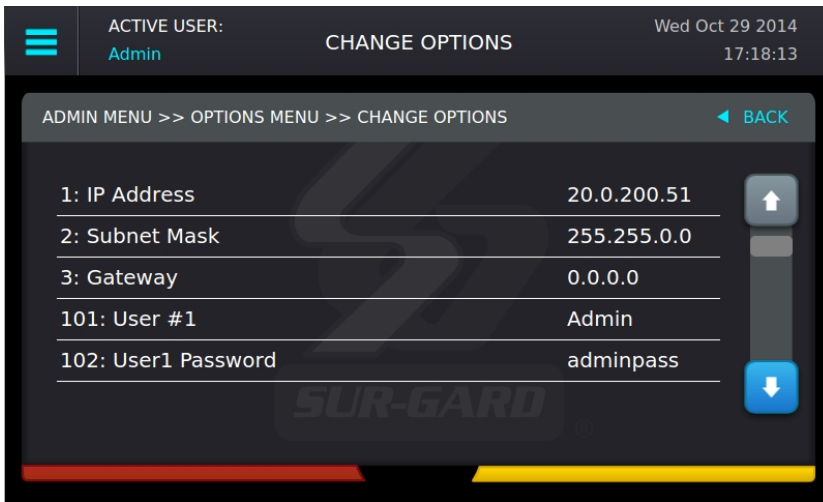 ACTIVE USER:
Admin
CHANGE OPTIONS
Wed Oct 29 2014
17:18:13
ADMIN MENU >> OPTIONS MENU >> CHANGE OPTIONS
BACK
1: IP Address 20.0.200.51
2: Subnet Mask 255.255.0.0
3: Gateway 0.0.0.0
101: User #1 Admin
102: User1 Password adminpass
SUR-GARD ®